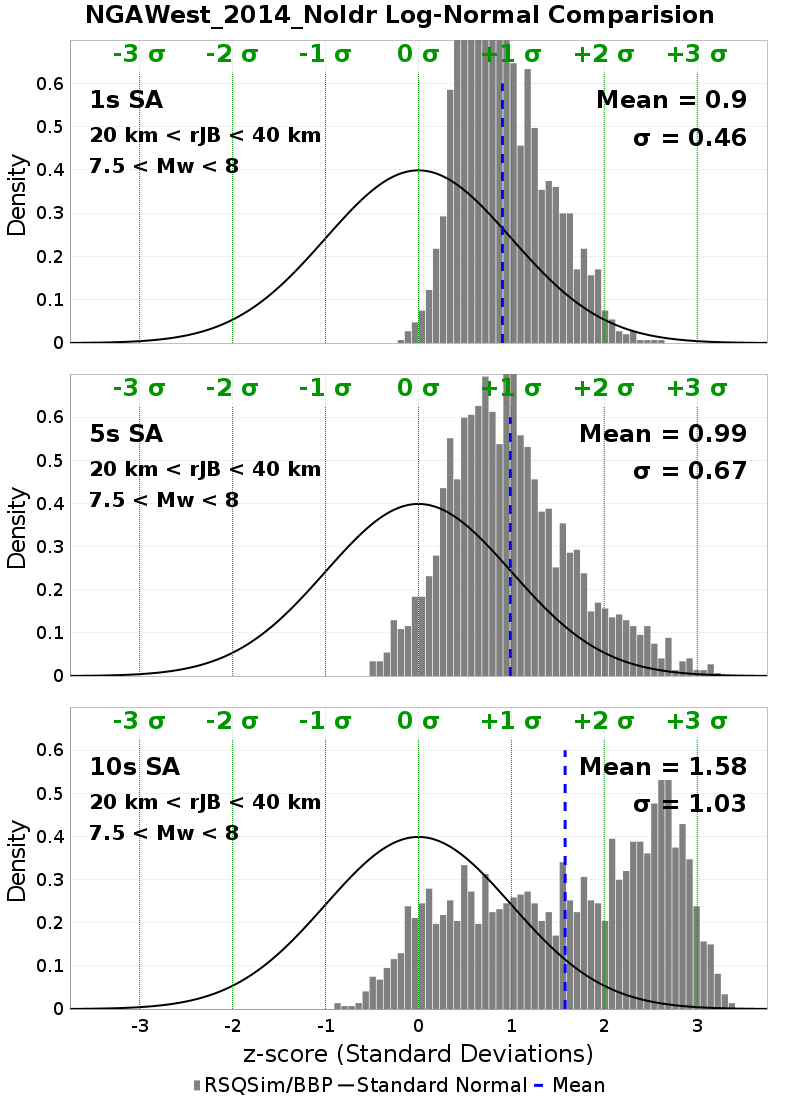 NGAWest_2014_NoIdr Log-Normal Comparision
-3 σ -2 σ -1 σ 0 σ +1 σ +2 σ +3 σ
1s SA Mean = 0.9
20 km < rJB < 40 km σ = 0.46
7.5 < Mw < 8
Density
0.6
0.5
0.4
0.3
0.2
0.1
0
-3 σ -2 σ -1 σ 0 σ +1 σ +2 σ +3 σ
5s SA Mean = 0.99
20 km < rJB < 40 km σ = 0.67
7.5 < Mw < 8
Density
0.6
0.5
0.4
0.3
0.2
0.1
0
-3 σ -2 σ -1 σ 0 σ +1 σ +2 σ +3 σ
10s SA Mean = 1.58
20 km < rJB < 40 km σ = 1.03
7.5 < Mw < 8
Density
0.6
0.5
0.4
0.3
0.2
0.1
0
-3 -2 -1 0 1 2 3
z-score (Standard Deviations)
RSQSim/BBP Standard Normal Mean